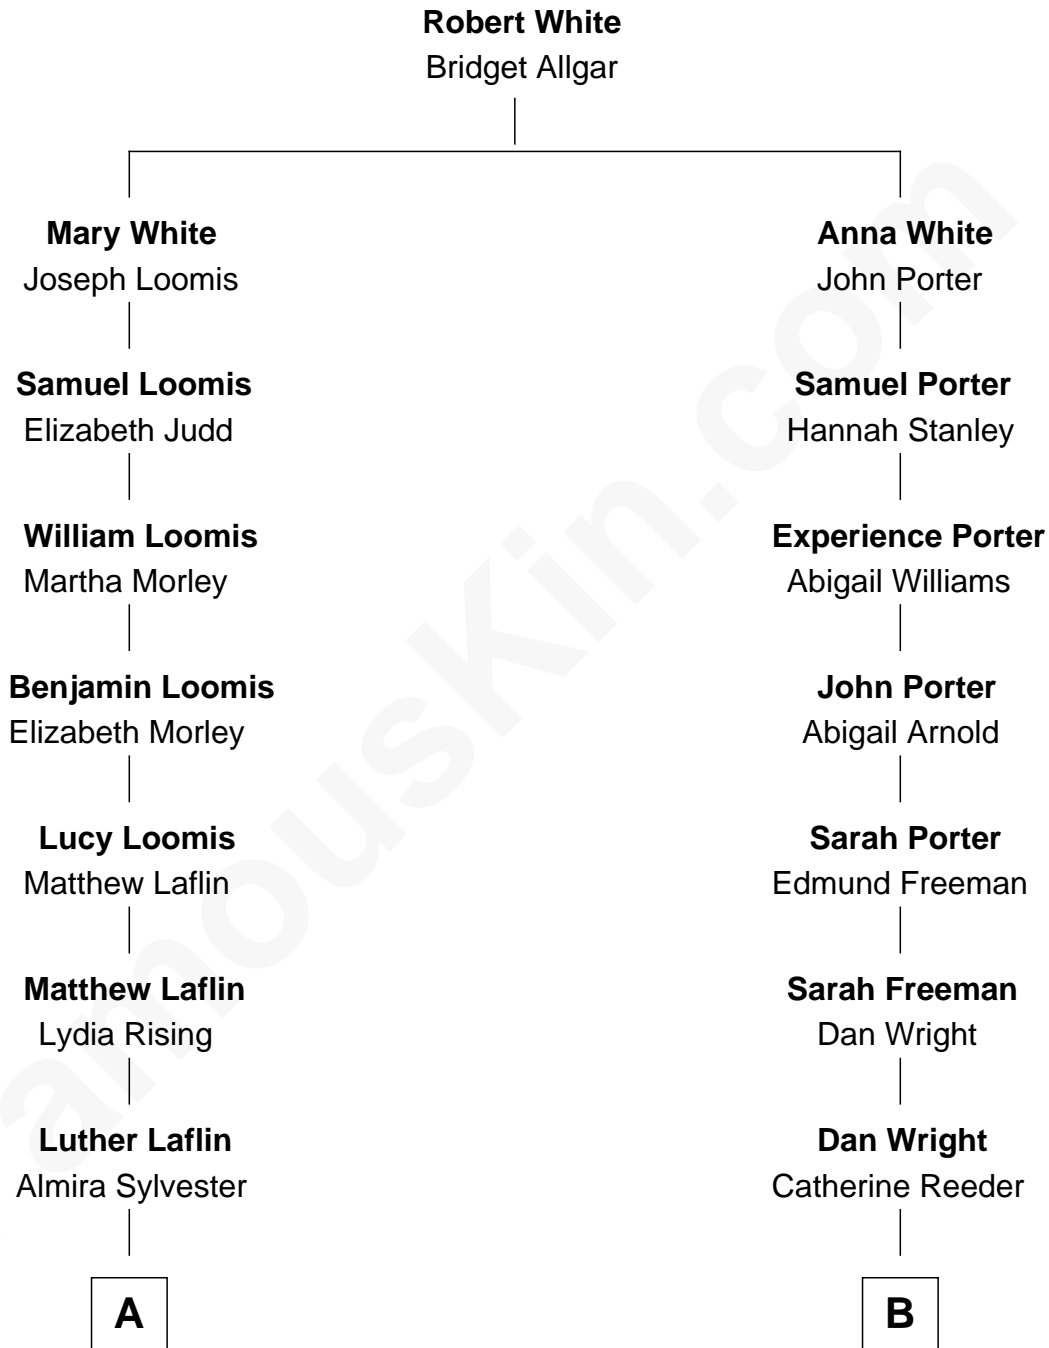 Robert White
Bridget Allgar
Mary White
Joseph Loomis
Anna White
John Porter
Samuel Loomis
Elizabeth Judd
Samuel Porter
Hannah Stanley
William Loomis
Martha Morley
Experience Porter
Abigail Williams
Benjamin Loomis
Elizabeth Morley
John Porter
Abigail Arnold
Lucy Loomis
Matthew Laflin
Sarah Porter
Edmund Freeman
Matthew Laflin
Lydia Rising
Sarah Freeman
Dan Wright
Luther Laflin
Almira Sylvester
Dan Wright
Catherine Reeder
A
B
amousKin.com